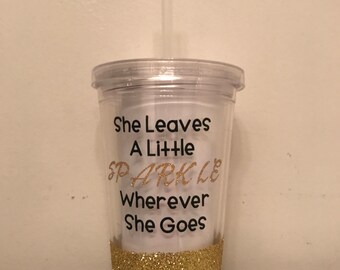 She Leaves
A Little
SPARKLE
Wherever
She Goes